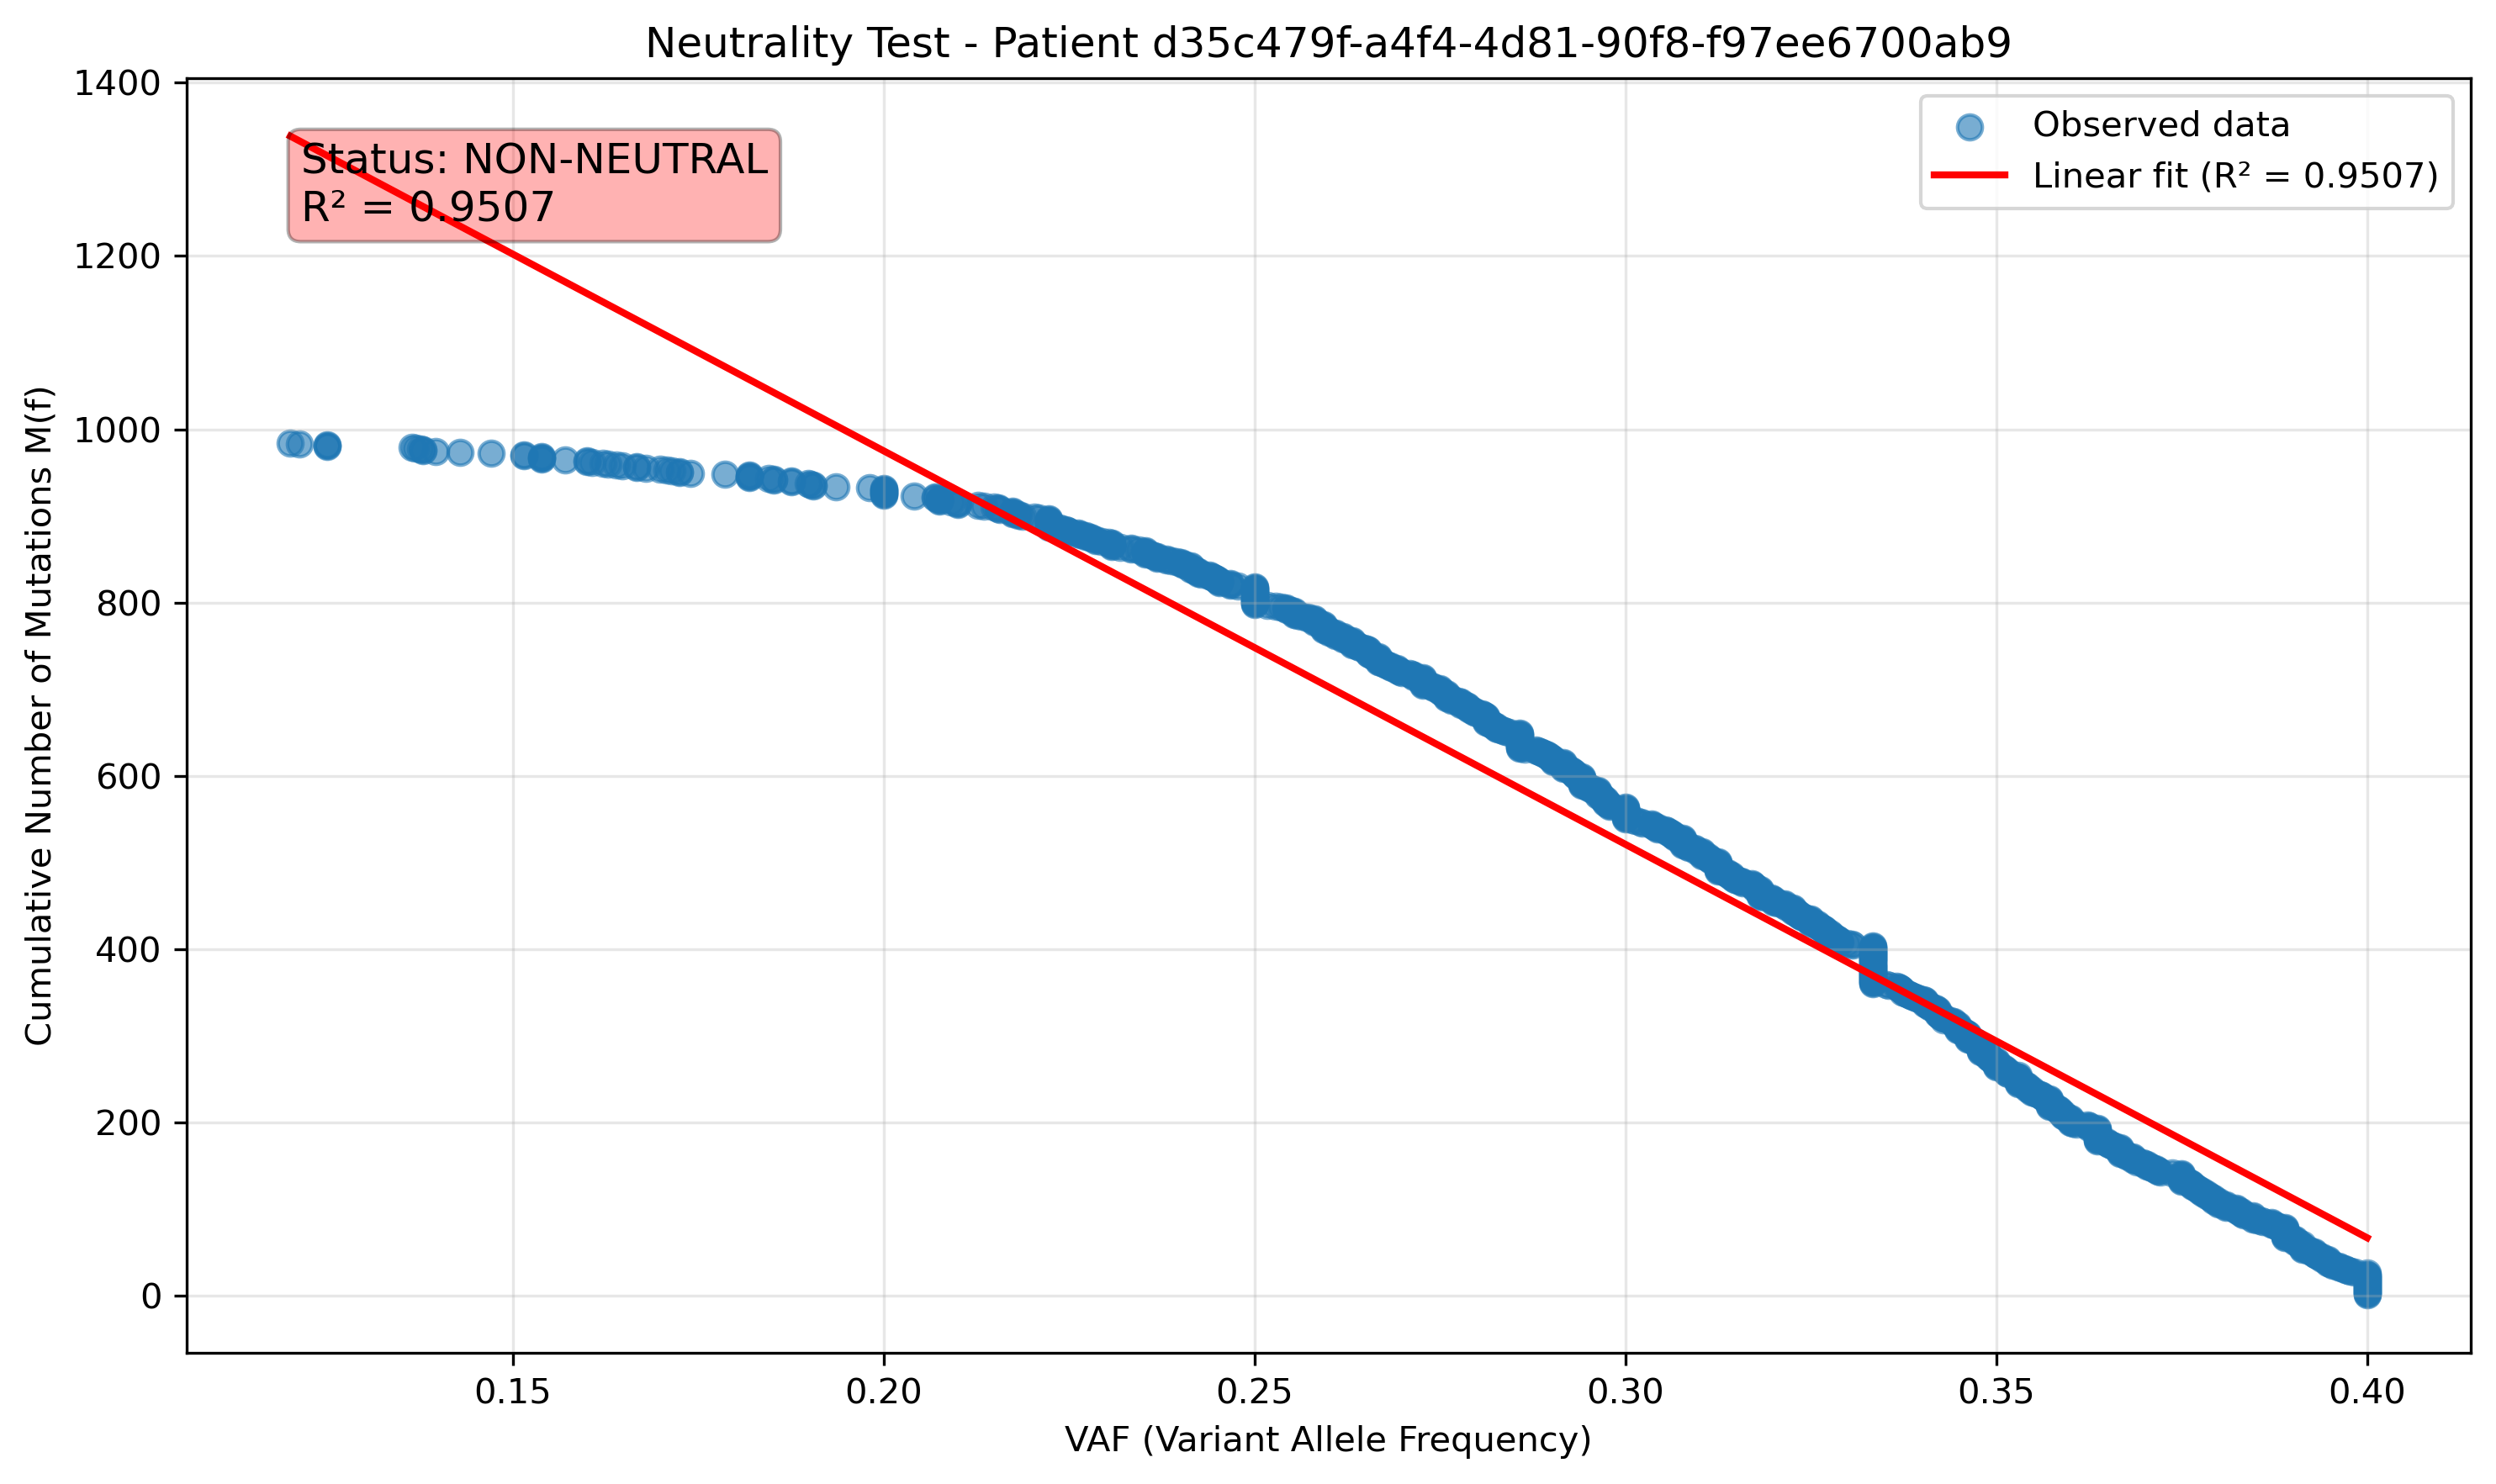 Neutrality Test - Patient d35c479f-a4f4-4d81-90f8-f97ee6700ab9
Status: NON-NEUTRAL
R² = 0.9507
Observed data
Linear fit (R² = 0.9507)
Cumulative Number of Mutations M(f)
1400
1200
1000
800
600
400
200
0
0.15
0.20
0.25
0.30
0.35
0.40
VAF (Variant Allele Frequency)